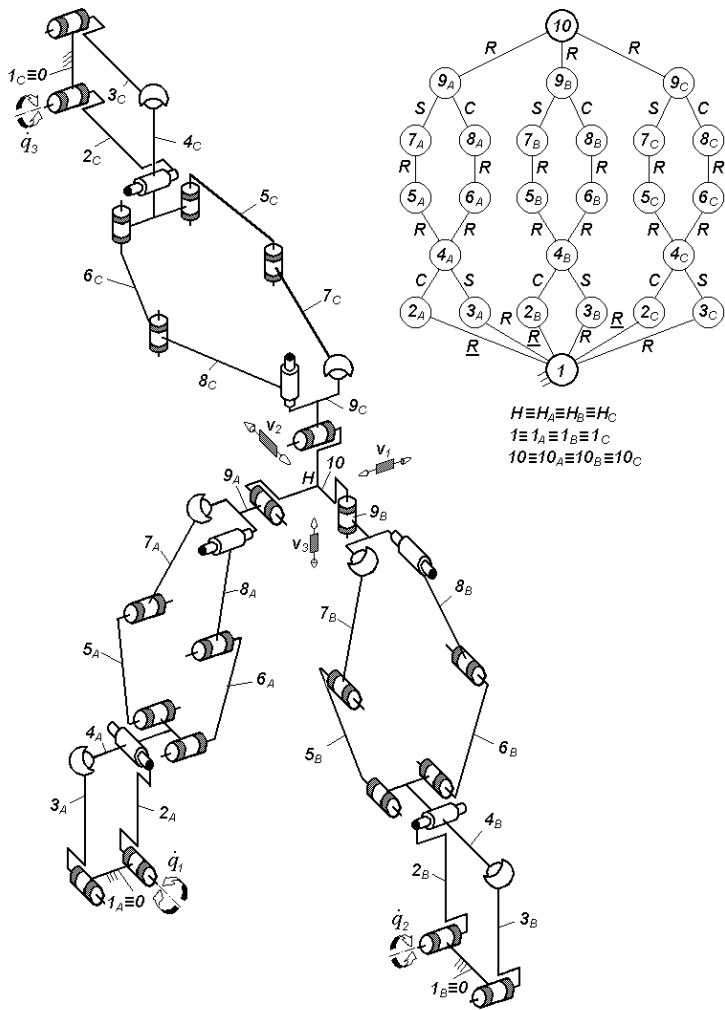 1C≡0
3C
q̇3
2C
4C
5C
6C
7C
8C
9C
v2
v1
9A
H
10
9B
v3
7A
8A
7B
8B
5A
6A
4A
5B
6B
3A
2A
4B
q̇1
1A≡0
2B
q̇2
3B
1B≡0
10
R R R
9A 9B 9C
S C S C S C
7A 8A 7B 8B 7C 8C
R R R R R R
5A 6A 5B 6B 5C 6C
R R R R R R
4A 4B 4C
C S C S C S
2A 3A 2B 3B 2C 3C
R R R R R R
1
H≡HA≡HB≡HC
1≡1A≡1B≡1C
10≡10A≡10B≡10C